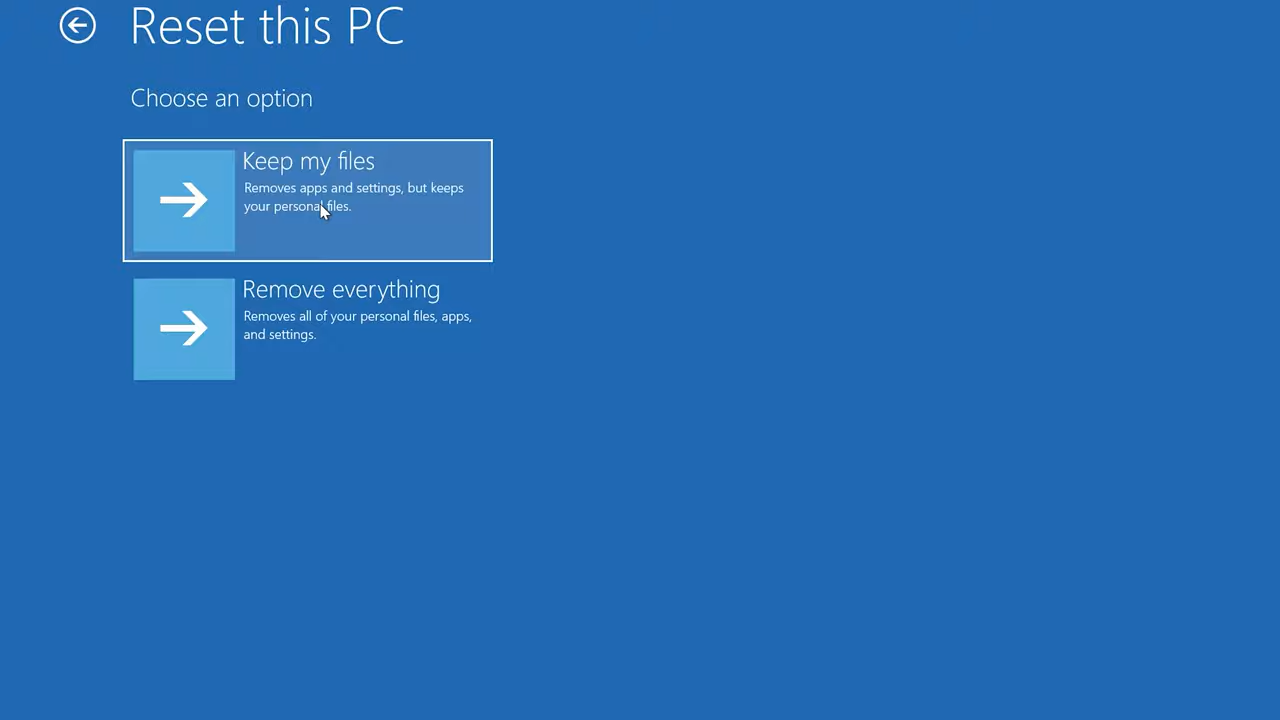 Reset this PC
Choose an option
Keep my files
Removes apps and settings, but keeps
your personal files.
Remove everything
Removes all of your personal files, apps,
and settings.